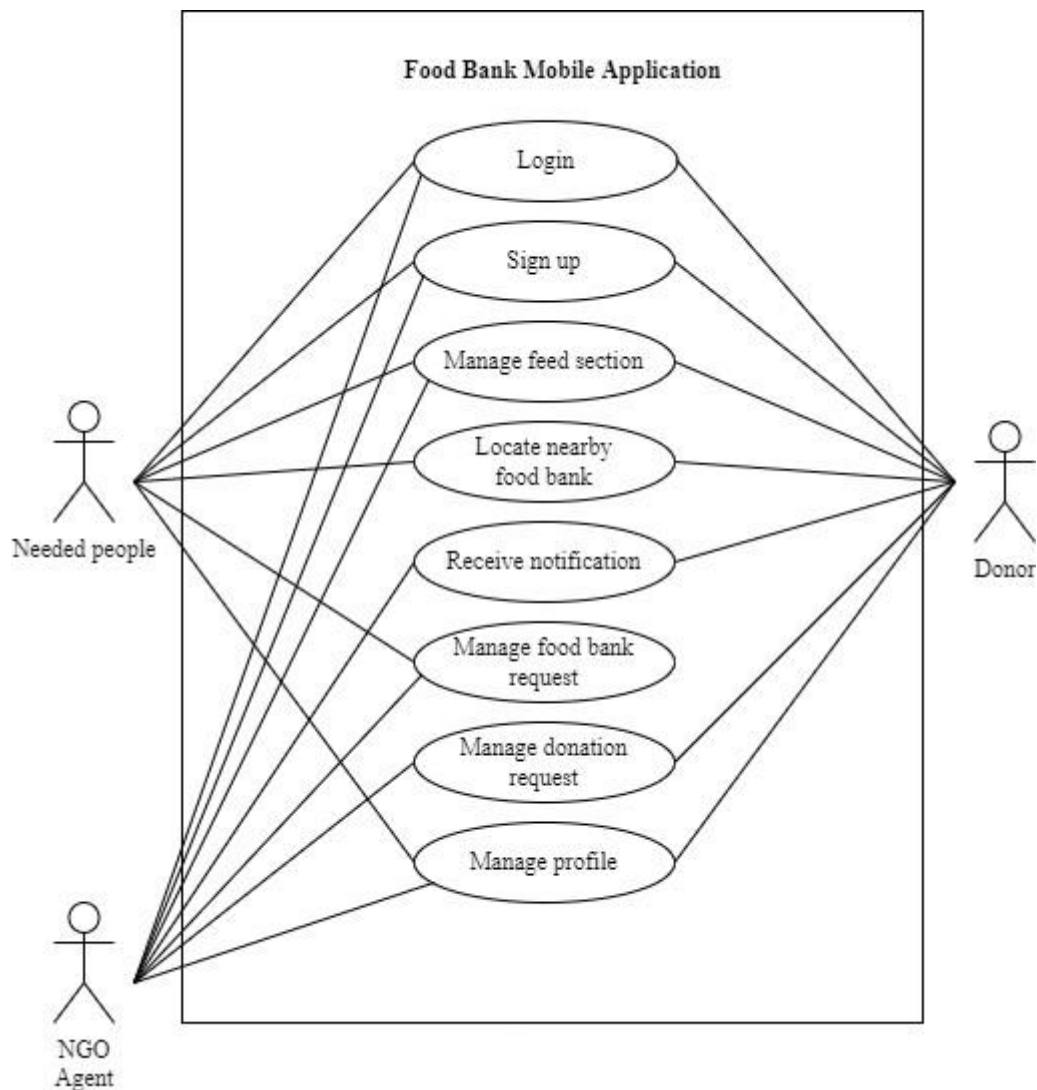 Food Bank Mobile Application
Login
Sign up
Manage feed section
Locate nearby
food bank
Needed people
Receive notification
Donor
Manage food bank
request
Manage donation
request
Manage profile
NGO
Agent